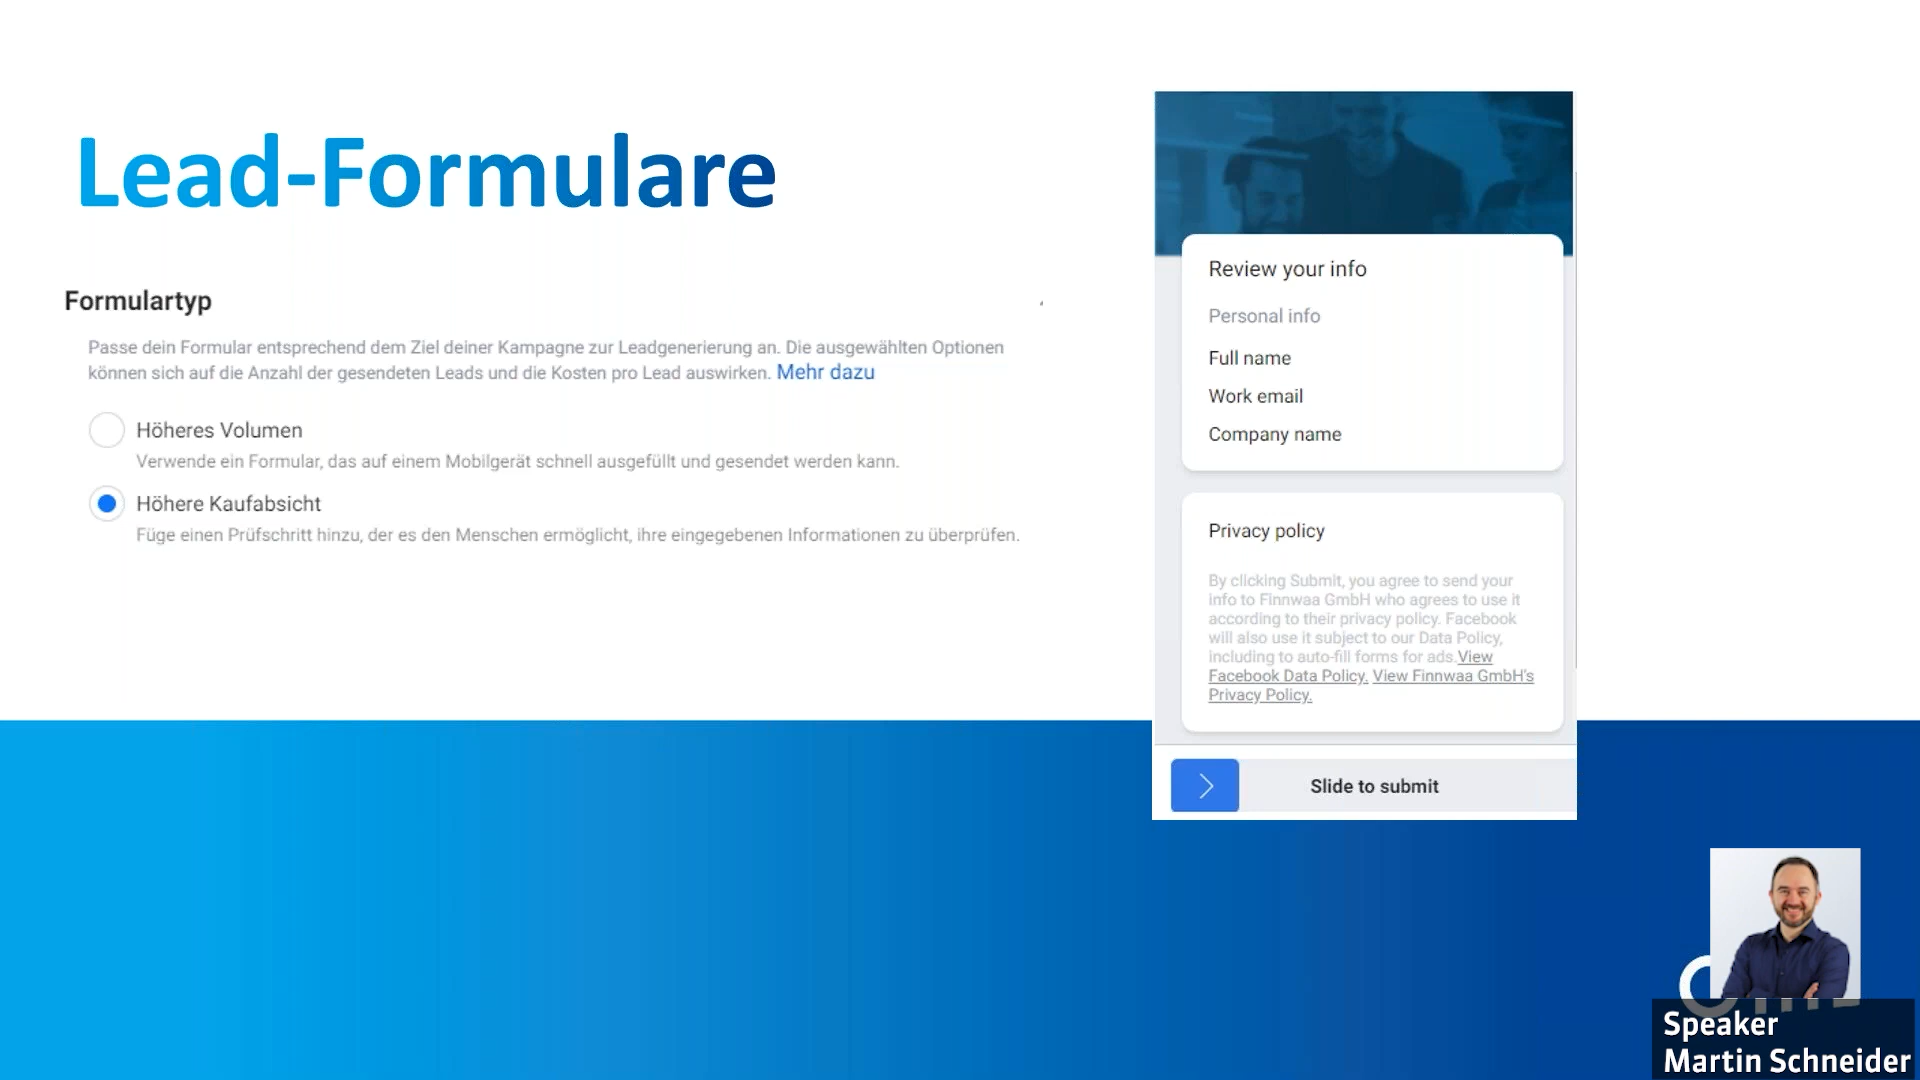 Lead-Formulare
Formulartyp
Passe dein Formular entsprechend dem Ziel deiner Kampagne zur Leadgenerierung an. Die ausgewählten Optionen
können sich auf die Anzahl der gesendeten Leads und die Kosten pro Lead auswirken. Mehr dazu
Höheres Volumen
Verwende ein Formular, das auf einem Mobilgerät schnell ausgefüllt und gesendet werden kann.
Höhere Kaufabsicht
Füge einen Prüfschritt hinzu, der es den Menschen ermöglicht, ihre eingegebenen Informationen zu überprüfen.
Review your info
Personal info
Full name
Work email
Company name
Privacy policy
By clicking Submit, you agree to send your
info to Finnwaa GmbH who agrees to use it
according to their privacy policy. Facebook
will also use it subject to our Data Policy,
including to auto-fill forms for ads.View
Facebook Data Policy. View Finnwaa GmbH's
Privacy Policy.
Slide to submit
Speaker
Martin Schneider